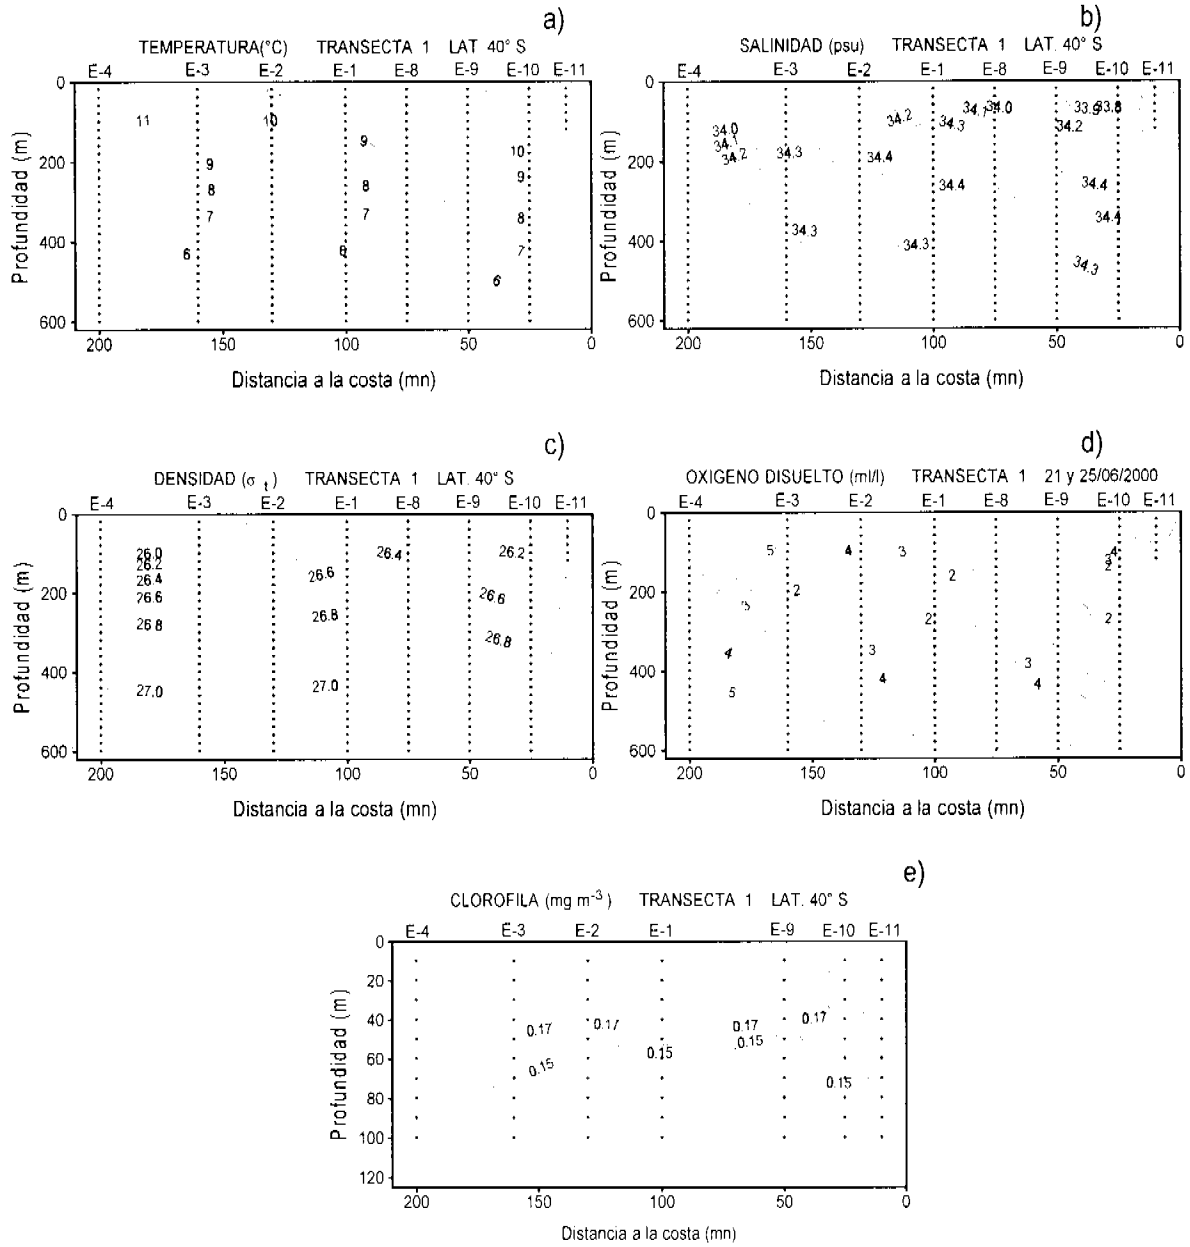 a)
TEMPERATURA(°C) TRANSECTA 1 LAT. 40° S
E-4 E-3 E-2 E-1 E-8 E-9 E-10 E-11
0
200
400
600
Profundidad (m)
11 10 9 10
9 8 9
8 7 8
7 6 7
6 6
200 150 100 50 0
Distancia a la costa (mn)
b)
SALINIDAD (psu) TRANSECTA 1 LAT. 40° S
E-4 E-3 E-2 E-1 E-8 E-9 E-10 E-11
0
200
400
600
Profundidad (m)
34.2 34.1 34.0 33.9 33.8
34.0 34.3 34.2
34.1
34.2 34.3 34.4
34.4 34.4
34.3 34.3 34.4
34.3
200 150 100 50 0
Distancia a la costa (mn)
c)
DENSIDAD (σ t) TRANSECTA 1 LAT. 40° S
E-4 E-3 E-2 E-1 E-8 E-9 E-10 E-11
0
200
400
600
Profundidad (m)
26.0 26.4 26.2
26.2
26.4 26.6
26.6 26.6
26.8 26.8 26.8
27.0 27.0
200 150 100 50 0
Distancia a la costa (mn)
d)
OXIGENO DISUELTO (ml/l) TRANSECTA 1 21 y 25/06/2000
E-4 E-3 E-2 E-1 E-8 E-9 E-10 E-11
0
200
400
600
Profundidad (m)
5 4 3 4
3
2 2 2
2 2
4 3 3
5 4 4
200 150 100 50 0
Distancia a la costa (mn)
e)
CLOROFILA (mg m-3) TRANSECTA 1 LAT. 40° S
E-4 E-3 E-2 E-1 E-9 E-10 E-11
0
20
40
60
80
100
120
Profundidad (m)
0.17 0.17 0.17 0.17
0.15 0.15 0.15 0.15
200 150 100 50 0
Distancia a la costa (mn)